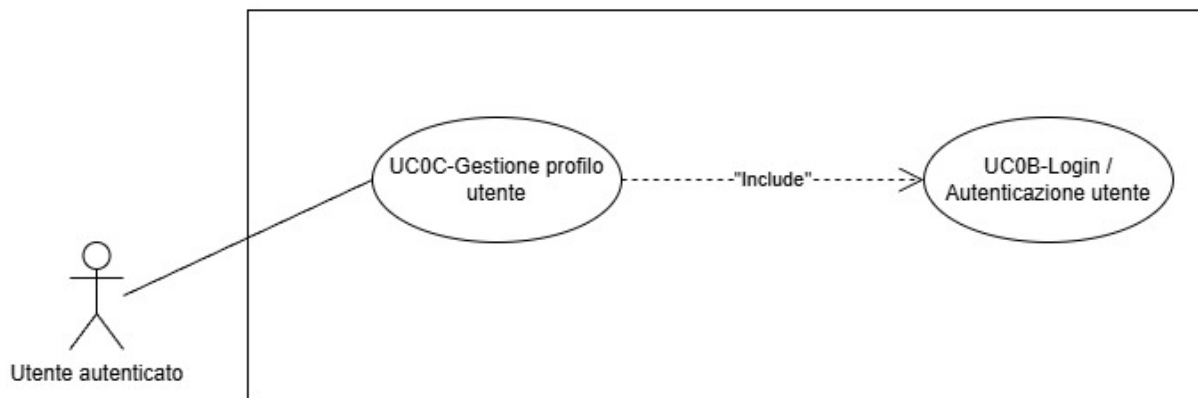 UC0C-Gestione profilo
utente
"Include"
UC0B-Login /
Autenticazione utente
Utente autenticato